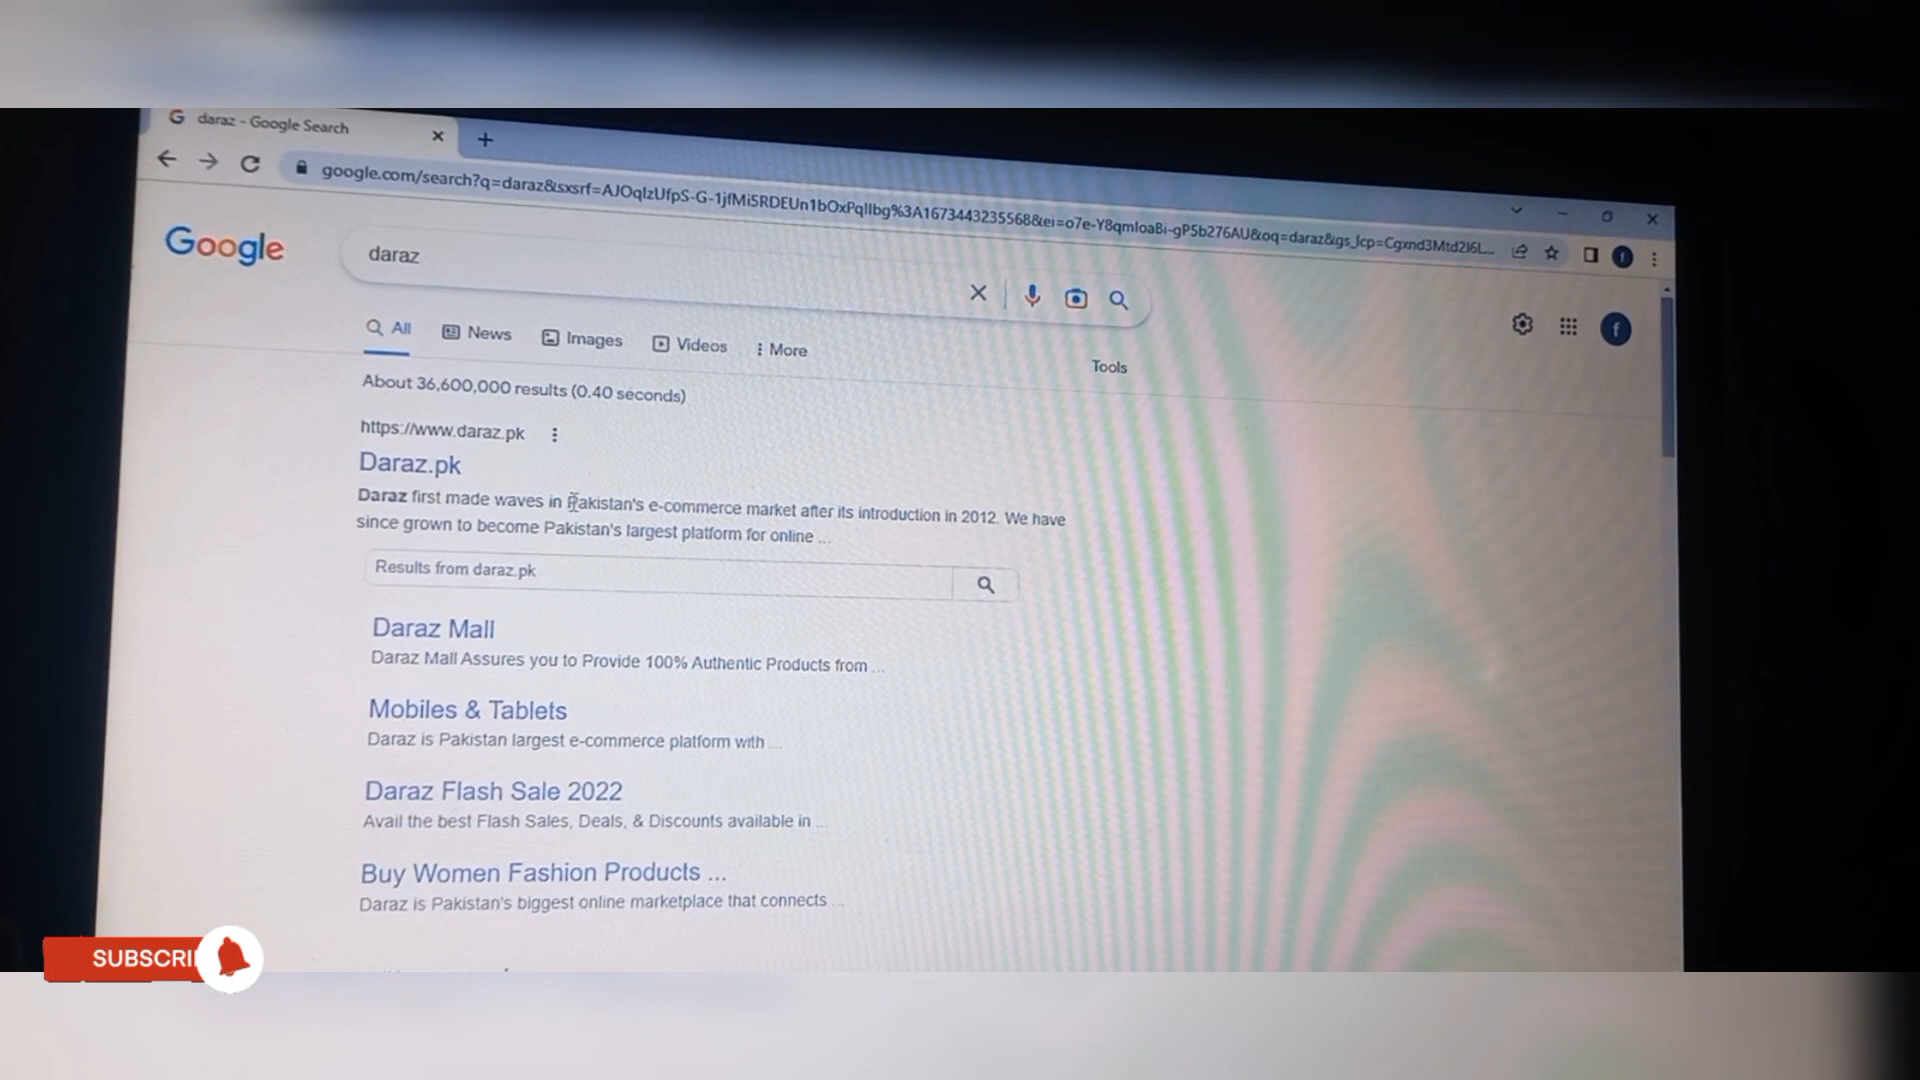 daraz - Google Search
google.com/search?q=daraz&sxsrf=AJOqlzUfpS-G-1jfMi5RDEUn1bOxPqIlbg%3A1673443235568&ei=o7e-Y8qmIoaBi-gP5b276AU&oq=daraz&gs_lcp=Cgxnd3Mtd2l6L...
Google
daraz
All News Images Videos More
Tools
About 36,600,000 results (0.40 seconds)
https://www.daraz.pk
Daraz.pk
Daraz first made waves in Pakistan's e-commerce market after its introduction in 2012. We have
since grown to become Pakistan's largest platform for online ...
Results from daraz.pk
Daraz Mall
Daraz Mall Assures you to Provide 100% Authentic Products from ...
Mobiles & Tablets
Daraz is Pakistan largest e-commerce platform with ...
Daraz Flash Sale 2022
Avail the best Flash Sales, Deals, & Discounts available in ...
Buy Women Fashion Products ...
Daraz is Pakistan's biggest online marketplace that connects ...
f
f
SUBSCRI